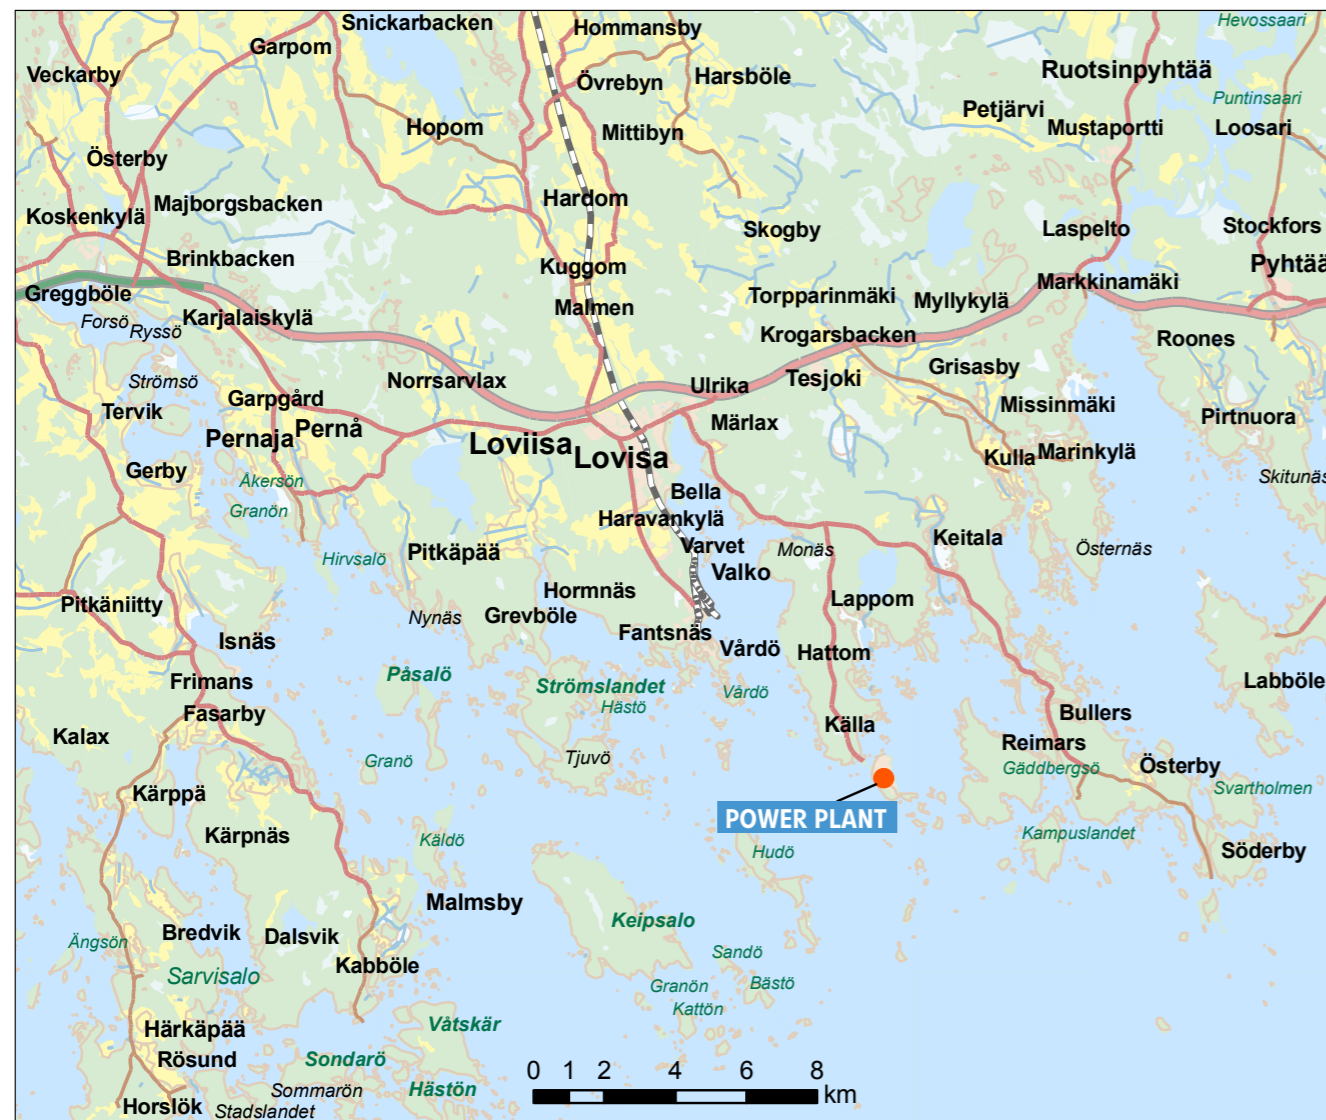 Snickarbacken
Hommansby
Hevossaari
Garpom
Veckarby
Övrebyn
Harsböle
Ruotsinpyhtää
Puntinsaari
Petjärvi
Hopom
Mittibyn
Mustaportti
Loosari
Österby
Majborgsbacken
Hardom
Koskenkylä
Skogby
Laspelto
Stockfors
Brinkbacken
Kuggom
Pyhtää
Greggböle
Torpparinmäki
Myllykylä
Markkinamäki
Malmen
Forsö
Ryssö
Karjalaiskylä
Krogarsbacken
Roones
Strömsö
Norrsarvlax
Ulrika
Tesjoki
Grisasby
Garpgård
Tervik
Missinmäki
Pernaja
Pernå
Märlax
Pirtnuora
Loviisa
Lovisa
Gerby
Kulla
Marinkylä
Åkersön
Skitunäs
Granön
Bella
Haravankylä
Hirvsalö
Pitkäpää
Varvet
Monäs
Keitala
Östernäs
Valko
Hormnäs
Lappom
Pitkäniitty
Nynäs
Grevböle
Isnäs
Fantsnäs
Vårdö
Hattom
Påsalö
Frimans
Strömslandet
Vårdö
Labböle
Hästö
Fasarby
Källa
Bullers
Kalax
Reimars
Granö
Tjuvö
Gäddbergsö
Österby
Kärppä
Svartholmen
POWER PLANT
Kärpnäs
Käldö
Kampuslandet
Hudö
Söderby
Malmsby
Keipsalo
Bredvik
Dalsvik
Ängsön
Sandö
Kabböle
Sarvisalo
Granön
Bästö
Kattön
Härkäpää
Våtskär
Rösund
Sondarö
0 1 2 4 6 8
km
Sommarön
Hästön
Horslök
Stadslandet